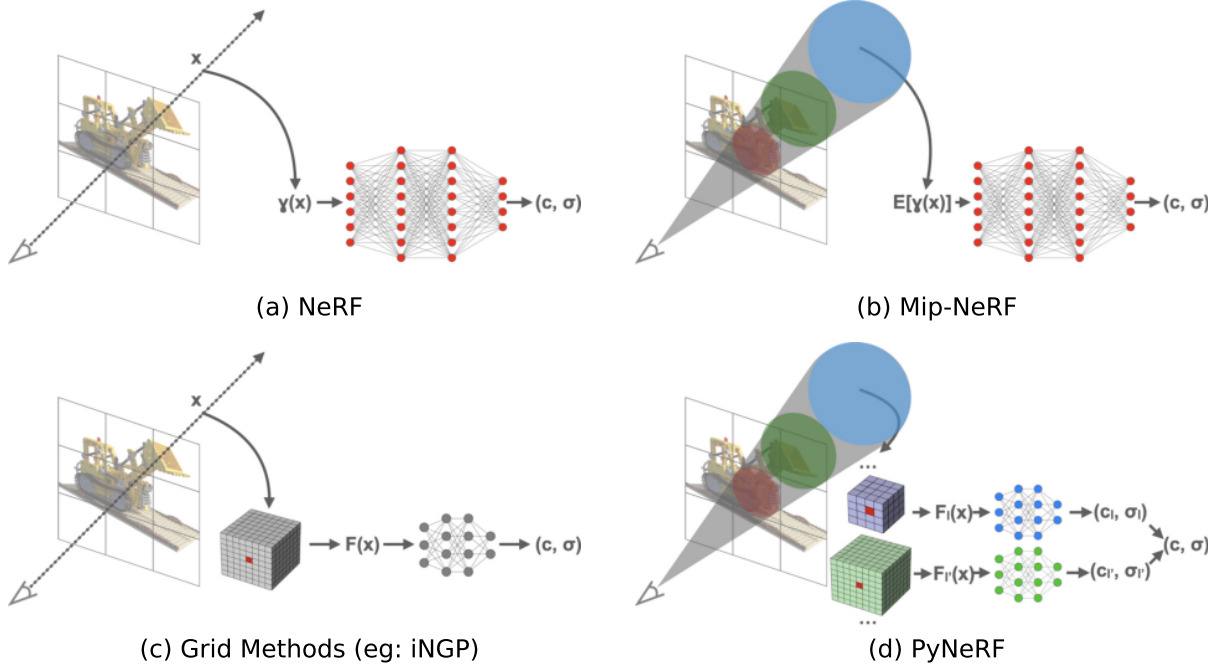 x
γ(x)
(c, σ)
(a) NeRF
E[γ(x)]
(c, σ)
(b) Mip-NeRF
x
F(x)
(c, σ)
(c) Grid Methods (eg: iNGP)
...
Fₗ(x)
(cₗ, σₗ)
(c, σ)
Fₗ'(x)
(cₗ', σₗ')
...
(d) PyNeRF